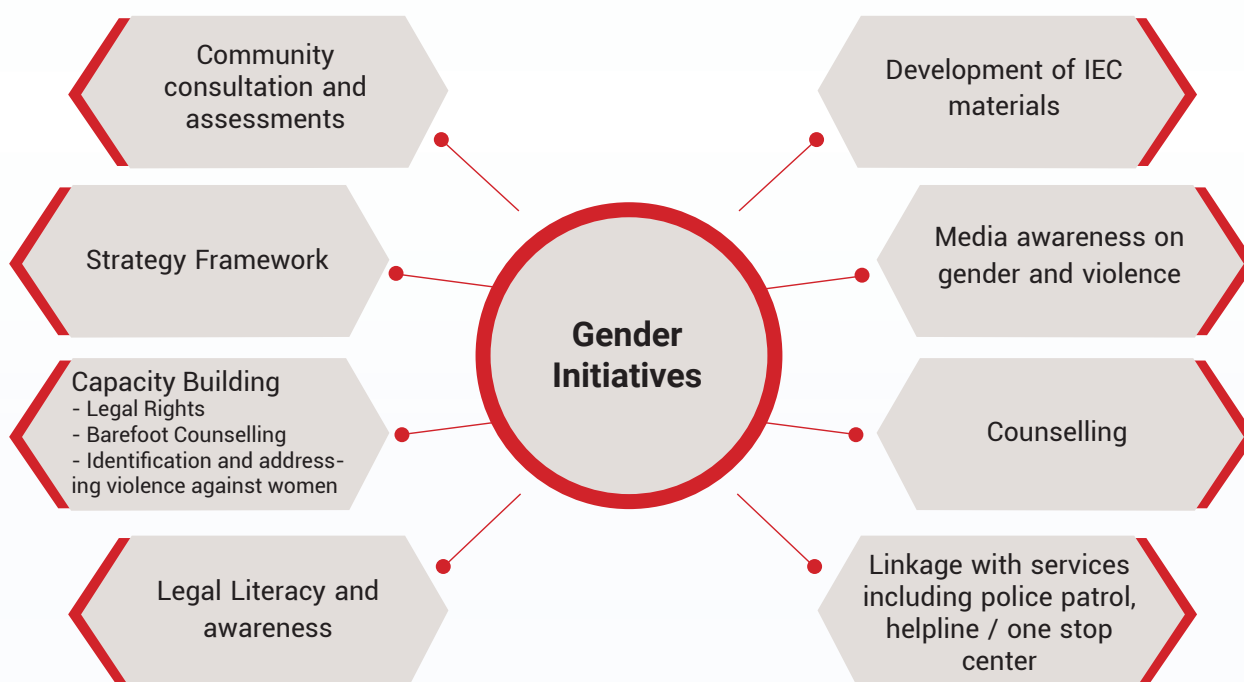 Community
consultation and
assessments
Strategy Framework
Capacity Building
- Legal Rights
- Barefoot Counselling
- Identification and address-
ing violence against women
Legal Literacy and
awareness
Gender
Initiatives
Development of IEC
materials
Media awareness on
gender and violence
Counselling
Linkage with services
including police patrol,
helpline / one stop
center